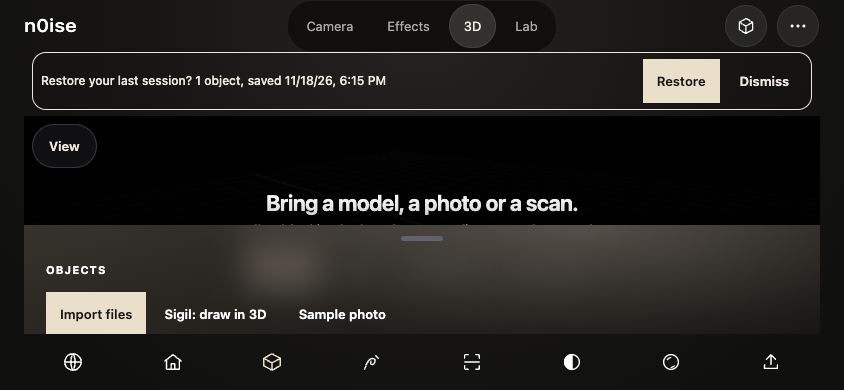 n0ise
Camera Effects 3D Lab
Restore your last session? 1 object, saved 11/18/26, 6:15 PM
Restore Dismiss
View
Bring a model, a photo or a scan.
OBJECTS
Import files Sigil: draw in 3D Sample photo